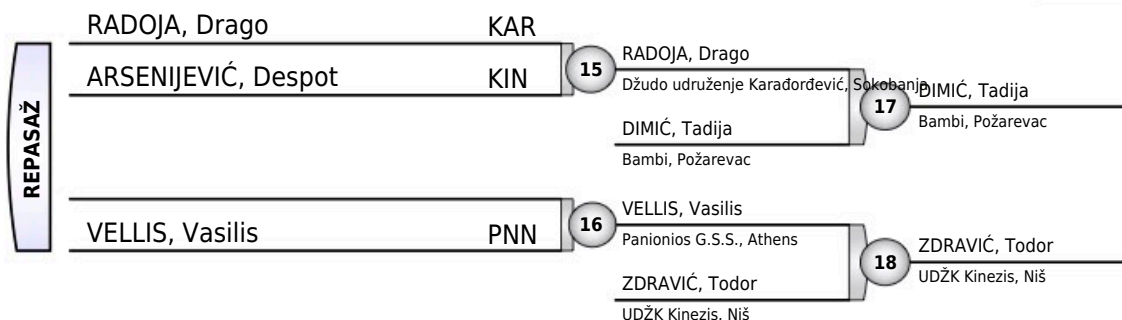 REPASAŽ
RADOJA, Drago KAR
ARSENIJEVIĆ, Despot KIN
15
RADOJA, Drago
Džudo udruženje Karađorđević, Sokobanja
DIMIĆ, Tadija
Bambi, Požarevac
17
DIMIĆ, Tadija
Bambi, Požarevac
VELLIS, Vasilis PNN
16
VELLIS, Vasilis
Panionios G.S.S., Athens
ZDRAVIĆ, Todor
UDŽK Kinezis, Niš
18
ZDRAVIĆ, Todor
UDŽK Kinezis, Niš